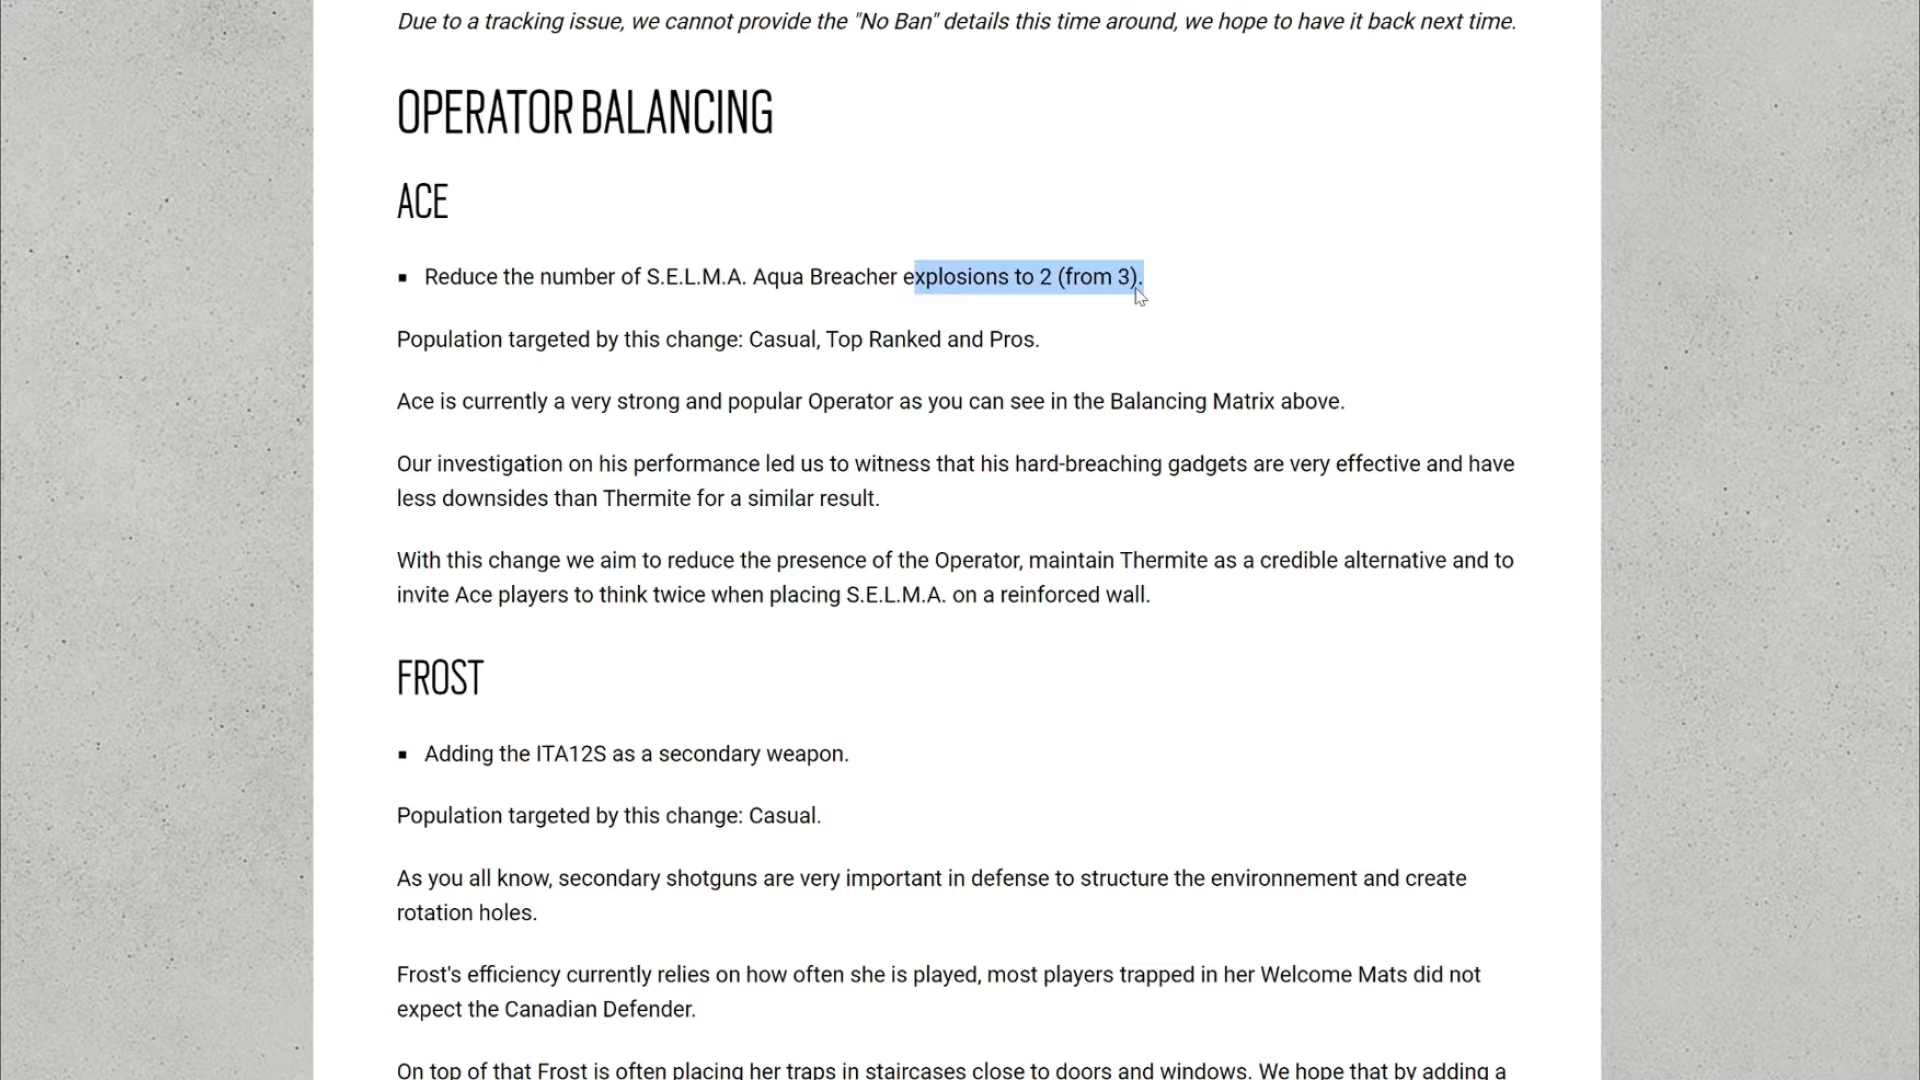 Due to a tracking issue, we cannot provide the "No Ban" details this time around, we hope to have it back next time.
OPERATOR BALANCING
ACE
▪ Reduce the number of S.E.L.M.A. Aqua Breacher explosions to 2 (from 3).
Population targeted by this change: Casual, Top Ranked and Pros.
Ace is currently a very strong and popular Operator as you can see in the Balancing Matrix above.
Our investigation on his performance led us to witness that his hard-breaching gadgets are very effective and have
less downsides than Thermite for a similar result.
With this change we aim to reduce the presence of the Operator, maintain Thermite as a credible alternative and to
invite Ace players to think twice when placing S.E.L.M.A. on a reinforced wall.
FROST
▪ Adding the ITA12S as a secondary weapon.
Population targeted by this change: Casual.
As you all know, secondary shotguns are very important in defense to structure the environnement and create
rotation holes.
Frost's efficiency currently relies on how often she is played, most players trapped in her Welcome Mats did not
expect the Canadian Defender.
On top of that Frost is often placing her traps in staircases close to doors and windows. We hope that by adding a